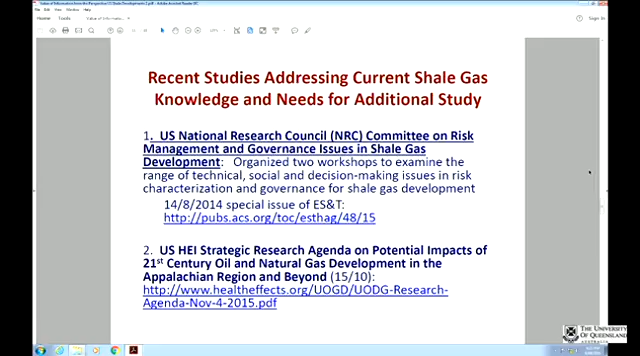 Home Tools
Sign In
Recent Studies Addressing Current Shale Gas
Knowledge and Needs for Additional Study
1. US National Research Council (NRC) Committee on Risk
Management and Governance Issues in Shale Gas
Development: Organized two workshops to examine the
range of technical, social and decision-making issues in risk
characterization and governance for shale gas development
14/8/2014 special issue of ES&T:
http://pubs.acs.org/toc/esthag/48/15
2. US HEI Strategic Research Agenda on Potential Impacts of
21st Century Oil and Natural Gas Development in the
Appalachian Region and Beyond (15/10):
http://www.healtheffects.org/UOGD/UODG-Research-
Agenda-Nov-4-2015.pdf
THE UNIVERSITY
OF QUEENSLAND
AUSTRALIA